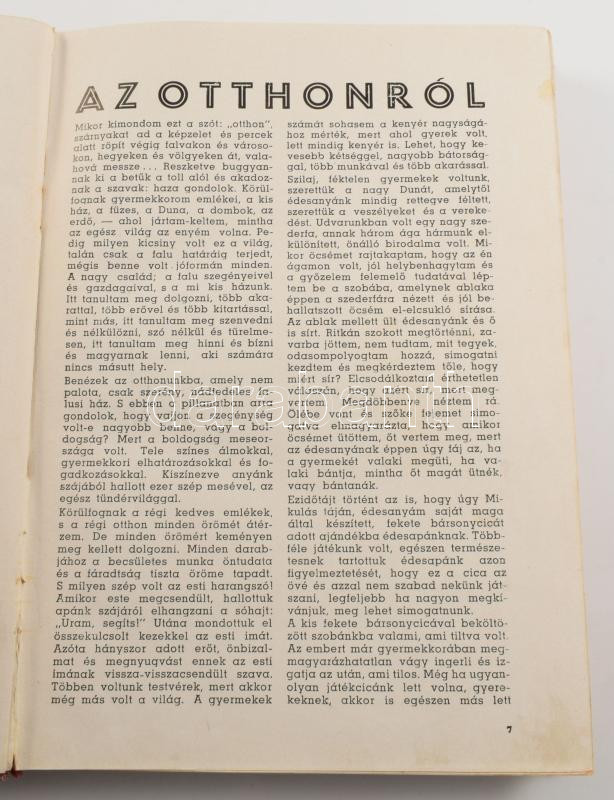 AZ OTTHONRÓL
Mikor kimondom ezt a szót: „otthon”,
szárnyakat ad a képzelet és percek
alatt röpít végig falvakon és városo-
kon, hegyeken és völgyeken át, vala-
hová messze . . . Reszketve buggyan-
nak ki a betük a toll alól és akadoz-
nak a szavak: haza gondolok. Körül-
fognak gyermekkorom emlékei, a kis
ház, a füzes, a Duna, a dombok, az
erdő, — ahol jártam-keltem, mintha
az egész világ az enyém volna. Pe-
dig milyen kicsiny volt ez a világ,
talán csak a falu határáig terjedt,
mégis benne volt jóformán minden.
A nagy család; a falu szegényeivel
és gazdagaival, s a mi kis házunk.
Itt tanultam meg dolgozni, több aka-
rattal, több erővel és több kitartással,
mint más, itt tanultam meg szenvedni
és nélkülözni, szó nélkül és türelme-
sen, itt tanultam meg hinni és bízni
és magyarnak lenni, aki számára
nincs másutt hely.
Benézek az otthonukba, amely nem
palota, csak szerény, nádfedeles fa-
lusi ház. S ebben a pillanatban arra
gondolok, hogy vajjon a szegénység
volt-e nagyobb benne, vagy a bol-
dogság? Mert a boldogság meseor-
szága volt. Tele színes álmokkal,
gyermekkori elhatározásokkal és fo-
gadkozásokkal. Kiszínezve anyánk
szájából hallott ezer szép mesével, az
egész tündérvilággal.
Körülfognak a régi kedves emlékek,
s a régi otthon minden örömét átér-
zem. De minden örömért keményen
meg kellett dolgozni. Minden darab-
jához a becsületes munka öntudata
és a fáradtság tiszta öröme tapadt.
S milyen szép volt az esti harangszó!
Amikor este megcsendült, hallottuk
apánk szájáról elhangzani a sóhajt:
„Uram, segíts!” Utána mondottuk el
összekulcsolt kezekkel az esti imát.
Azóta hányszor adott erőt, önbizal-
mat és megnyugvást ennek az esti
imának vissza-visszacsendült szava.
Többen voltunk testvérek, mert akkor
még más volt a világ. A gyermekek
számát sohasem a kenyér nagyságá-
hoz mérték, mert ahol gyerek volt,
lett mindig kenyér is. Lehet, hogy ke-
vesebb kétséggel, nagyobb bátorság-
gal, több munkával és több akarással.
Szilaj, féktelen gyermekek voltunk,
szerettük a nagy Dunát, amelytől
édesanyánk mindig rettegve féltett,
szerettük a veszélyeket és a vereke-
dést. Udvarunkban volt egy nagy sze-
derfa, annak három ága hármunk el-
különített, önálló birodalma volt. Mi-
kor öcsémet rajtakaptam, hogy az én
ágamon volt, jól helybenhagytam és
a győzelem felemelő tudatával lép-
tem be a szobába, amelynek ablaka
éppen a szederfára nézett és jól be-
hallatszott öcsém el-elcsukló sírása.
Az ablak mellett ült édesanyánk és ő
is sírt. Ritkán szokott megtörténni, za-
varba jöttem, nem tudtam, mit tegyek,
odasompolyogtam hozzá, simogatni
kezdtem és megkérdeztem tőle, hogy
miért sír? Elcsodálkoztam érthetetlen
válaszán, hogy azért sír, mert meg-
vertem. Megdöbbenve néztem rá.
Ölébe vont s szőke fejemet simo-
gatva elmagyarázta, hogy amikor
öcsémet ütöttem, őt vertem meg, mert
az édesanyának éppen úgy fáj az, ha
a gyermekét valaki megüti, ha va-
laki bántja, mintha őt magát ütnék,
vagy bántanák.
Ezidőtájt történt az is, hogy úgy Mi-
kulás táján, édesanyám saját maga
által készített, fekete bársonycicát
adott ajándékba édesapánknak. Több-
féle játékunk volt, egészen természe-
tesnek tartottuk édesapánk azon
figyelmeztetését, hogy ez a cica az
övé és azzal nem szabad nekünk ját-
szani, legfeljebb ha nagyon megkí-
vánjuk, meg lehet simogatnunk.
A kis fekete bársonycicával beköltö-
zött szobánkba valami, ami tiltva volt.
Az embert már gyermekkorában meg-
magyarázhatatlan vágy ingerli és iz-
gatja az után, ami tilos. Még ha ugyan-
olyan játékcicánk lett volna, gyere-
keknek, akkor is egészen más lett
7
darabanth